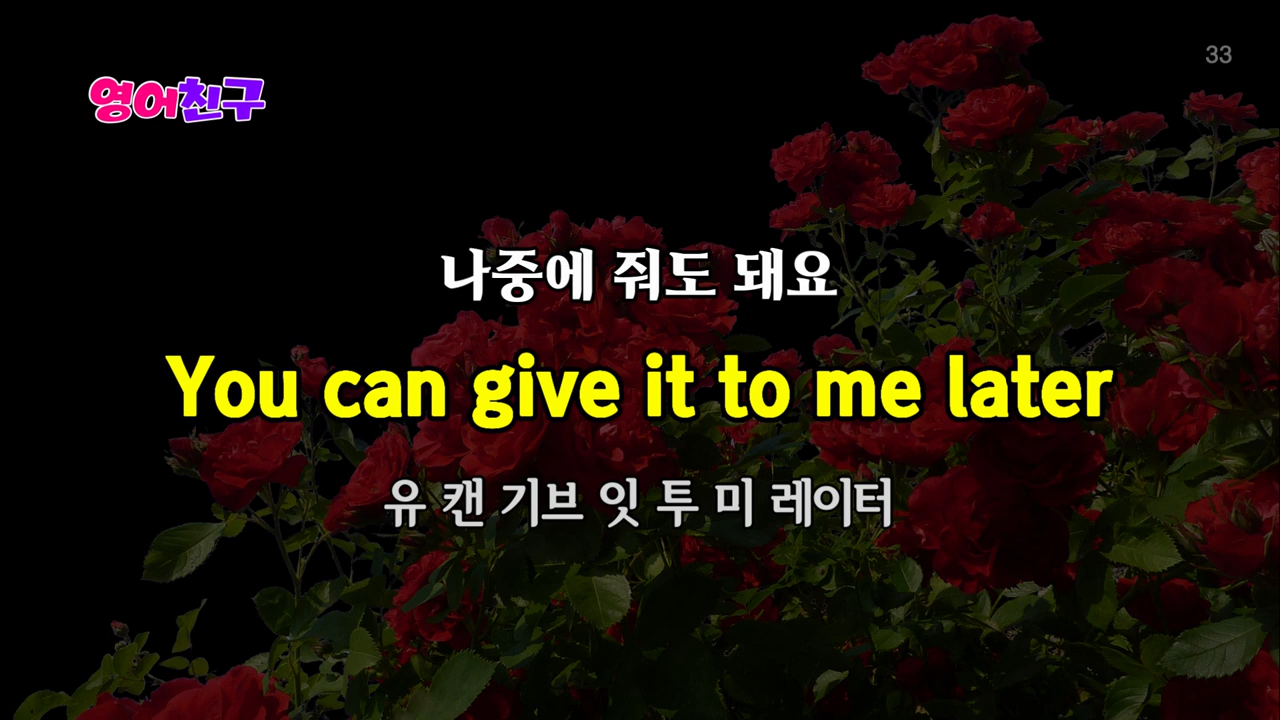 33
영어친구
나중에 줘도 돼요
You can give it to me later
유 캔 기브 잇 투 미 레이터